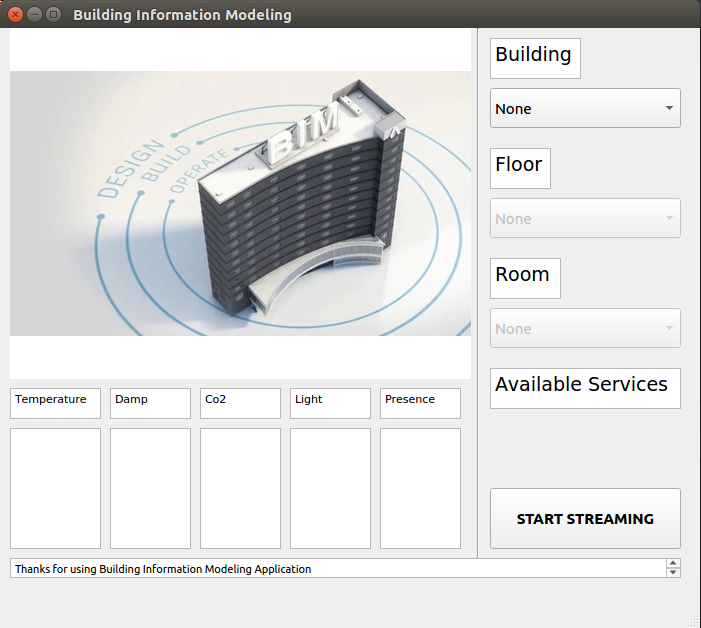 Building Information Modeling
DESIGN
BUILD
OPERATE
BIM
Building
None
Floor
None
Room
None
Available Services
Temperature
Damp
Co2
Light
Presence
START STREAMING
Thanks for using Building Information Modeling Application